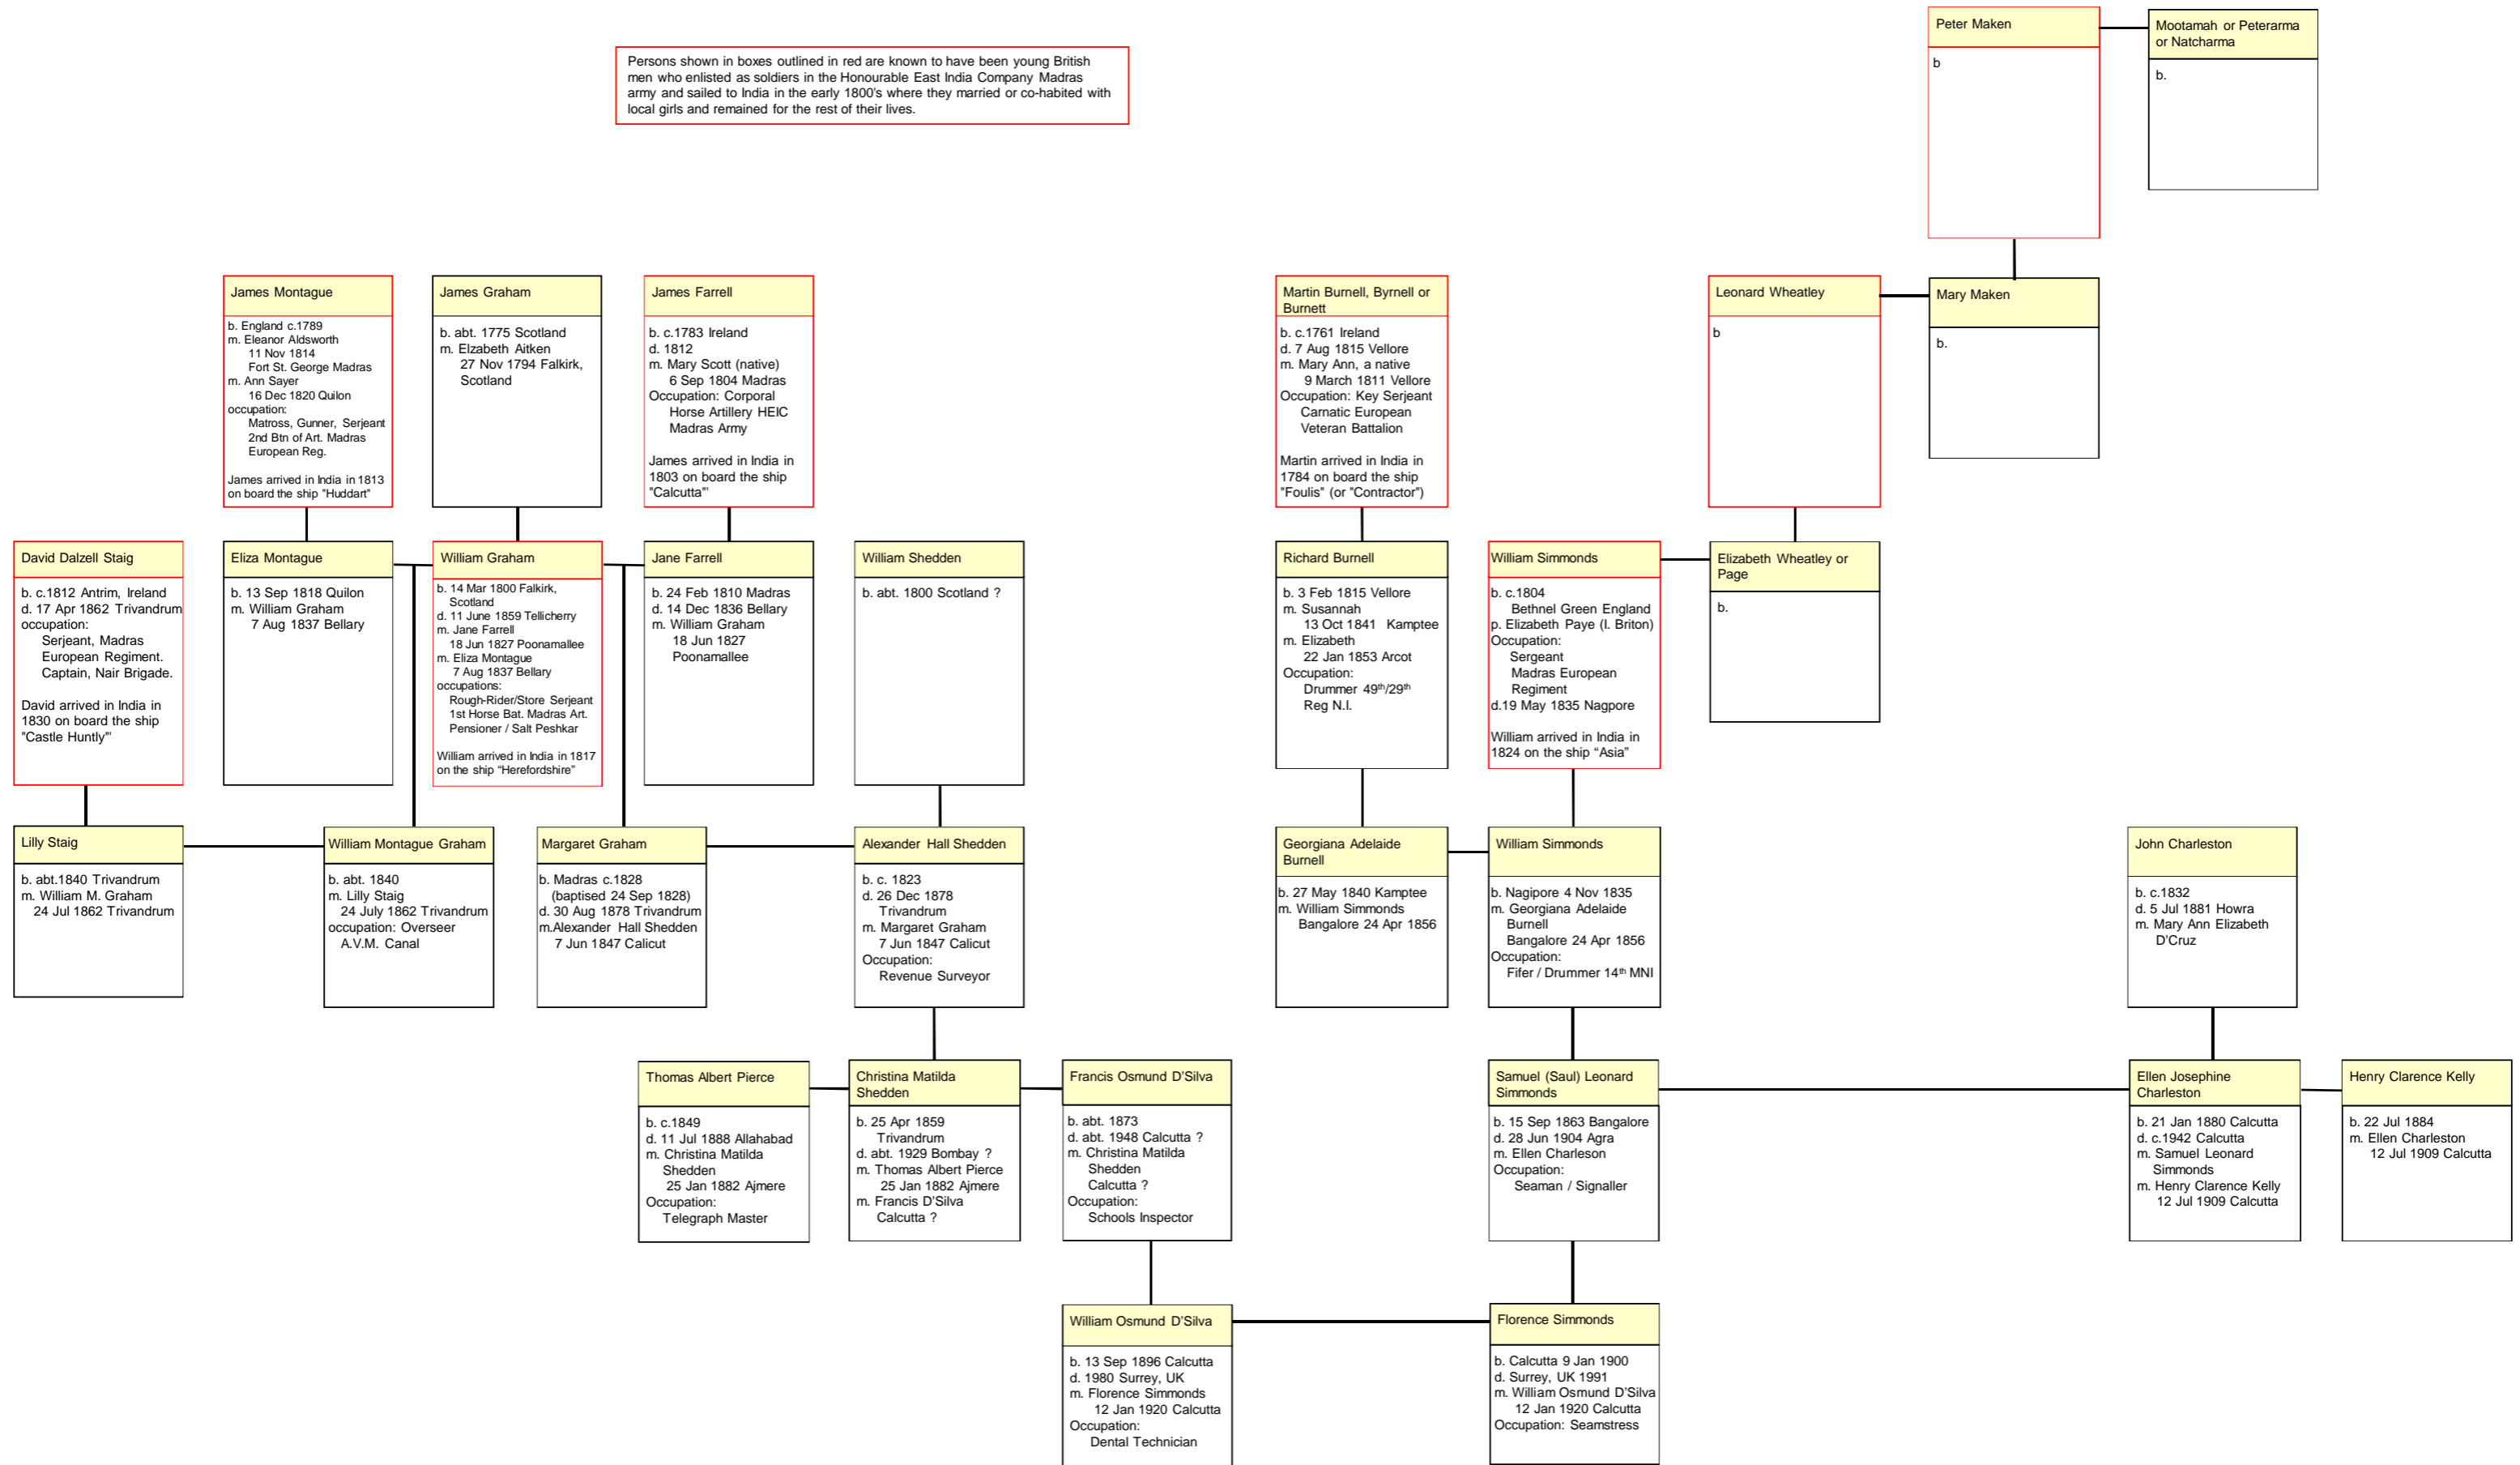 Peter Maken
b
Mootamah or Peterarma
or Natcharma
b.
Persons shown in boxes outlined in red are known to have been young British
men who enlisted as soldiers in the Honourable East India Company Madras
army and sailed to India in the early 1800's where they married or co-habited with
local girls and remained for the rest of their lives.
James Montague
b. England c.1789
m. Eleanor Aldsworth
11 Nov 1814
Fort St. George Madras
m. Ann Sayer
16 Dec 1820 Quilon
occupation:
Matross, Gunner, Serjeant
2nd Btn of Art. Madras
European Reg.
James arrived in India in 1813
on board the ship "Huddart"
James Graham
b. abt. 1775 Scotland
m. Elzabeth Aitken
27 Nov 1794 Falkirk,
Scotland
James Farrell
b. c.1783 Ireland
d. 1812
m. Mary Scott (native)
6 Sep 1804 Madras
Occupation: Corporal
Horse Artillery HEIC
Madras Army
James arrived in India in
1803 on board the ship
"Calcutta"'
Martin Burnell, Byrnell or
Burnett
b. c.1761 Ireland
d. 7 Aug 1815 Vellore
m. Mary Ann, a native
9 March 1811 Vellore
Occupation: Key Serjeant
Carnatic European
Veteran Battalion
Martin arrived in India in
1784 on board the ship
"Foulis" (or "Contractor")
Leonard Wheatley
b
Mary Maken
b.
David Dalzell Staig
b. c.1812 Antrim, Ireland
d. 17 Apr 1862 Trivandrum
occupation:
Serjeant, Madras
European Regiment.
Captain, Nair Brigade.
David arrived in India in
1830 on board the ship
"Castle Huntly"'
Eliza Montague
b. 13 Sep 1818 Quilon
m. William Graham
7 Aug 1837 Bellary
William Graham
b. 14 Mar 1800 Falkirk,
Scotland
d. 11 June 1859 Tellicherry
m. Jane Farrell
18 Jun 1827 Poonamallee
m. Eliza Montague
7 Aug 1837 Bellary
occupations:
Rough-Rider/Store Serjeant
1st Horse Bat. Madras Art.
Pensioner / Salt Peshkar
William arrived in India in 1817
on the ship “Herefordshire”
Jane Farrell
b. 24 Feb 1810 Madras
d. 14 Dec 1836 Bellary
m. William Graham
18 Jun 1827
Poonamallee
William Shedden
b. abt. 1800 Scotland ?
Richard Burnell
b. 3 Feb 1815 Vellore
m. Susannah
13 Oct 1841 Kamptee
m. Elizabeth
22 Jan 1853 Arcot
Occupation:
Drummer 49th/29th
Reg N.I.
William Simmonds
b. c.1804
Bethnel Green England
p. Elizabeth Paye (I. Briton)
Occupation:
Sergeant
Madras European
Regiment
d.19 May 1835 Nagpore
William arrived in India in
1824 on the ship “Asia”
Elizabeth Wheatley or
Page
b.
Lilly Staig
b. abt.1840 Trivandrum
m. William M. Graham
24 Jul 1862 Trivandrum
William Montague Graham
b. abt. 1840
m. Lilly Staig
24 July 1862 Trivandrum
occupation: Overseer
A.V.M. Canal
Margaret Graham
b. Madras c.1828
(baptised 24 Sep 1828)
d. 30 Aug 1878 Trivandrum
m.Alexander Hall Shedden
7 Jun 1847 Calicut
Alexander Hall Shedden
b. c. 1823
d. 26 Dec 1878
Trivandrum
m. Margaret Graham
7 Jun 1847 Calicut
Occupation:
Revenue Surveyor
Georgiana Adelaide
Burnell
b. 27 May 1840 Kamptee
m. William Simmonds
Bangalore 24 Apr 1856
William Simmonds
b. Nagipore 4 Nov 1835
m. Georgiana Adelaide
Burnell
Bangalore 24 Apr 1856
Occupation:
Fifer / Drummer 14th MNI
John Charleston
b. c.1832
d. 5 Jul 1881 Howra
m. Mary Ann Elizabeth
D'Cruz
Thomas Albert Pierce
b. c.1849
d. 11 Jul 1888 Allahabad
m. Christina Matilda
Shedden
25 Jan 1882 Ajmere
Occupation:
Telegraph Master
Christina Matilda
Shedden
b. 25 Apr 1859
Trivandrum
d. abt. 1929 Bombay ?
m. Thomas Albert Pierce
25 Jan 1882 Ajmere
m. Francis D'Silva
Calcutta ?
Francis Osmund D'Silva
b. abt. 1873
d. abt. 1948 Calcutta ?
m. Christina Matilda
Shedden
Calcutta ?
Occupation:
Schools Inspector
Samuel (Saul) Leonard
Simmonds
b. 15 Sep 1863 Bangalore
d. 28 Jun 1904 Agra
m. Ellen Charleson
Occupation:
Seaman / Signaller
Ellen Josephine
Charleston
b. 21 Jan 1880 Calcutta
d. c.1942 Calcutta
m. Samuel Leonard
Simmonds
m. Henry Clarence Kelly
12 Jul 1909 Calcutta
Henry Clarence Kelly
b. 22 Jul 1884
m. Ellen Charleston
12 Jul 1909 Calcutta
William Osmund D'Silva
b. 13 Sep 1896 Calcutta
d. 1980 Surrey, UK
m. Florence Simmonds
12 Jan 1920 Calcutta
Occupation:
Dental Technician
Florence Simmonds
b. Calcutta 9 Jan 1900
d. Surrey, UK 1991
m. William Osmund D'Silva
12 Jan 1920 Calcutta
Occupation: Seamstress